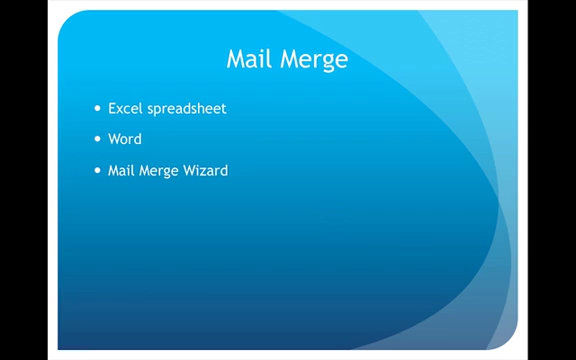 Mail Merge
• Excel spreadsheet
• Word
• Mail Merge Wizard